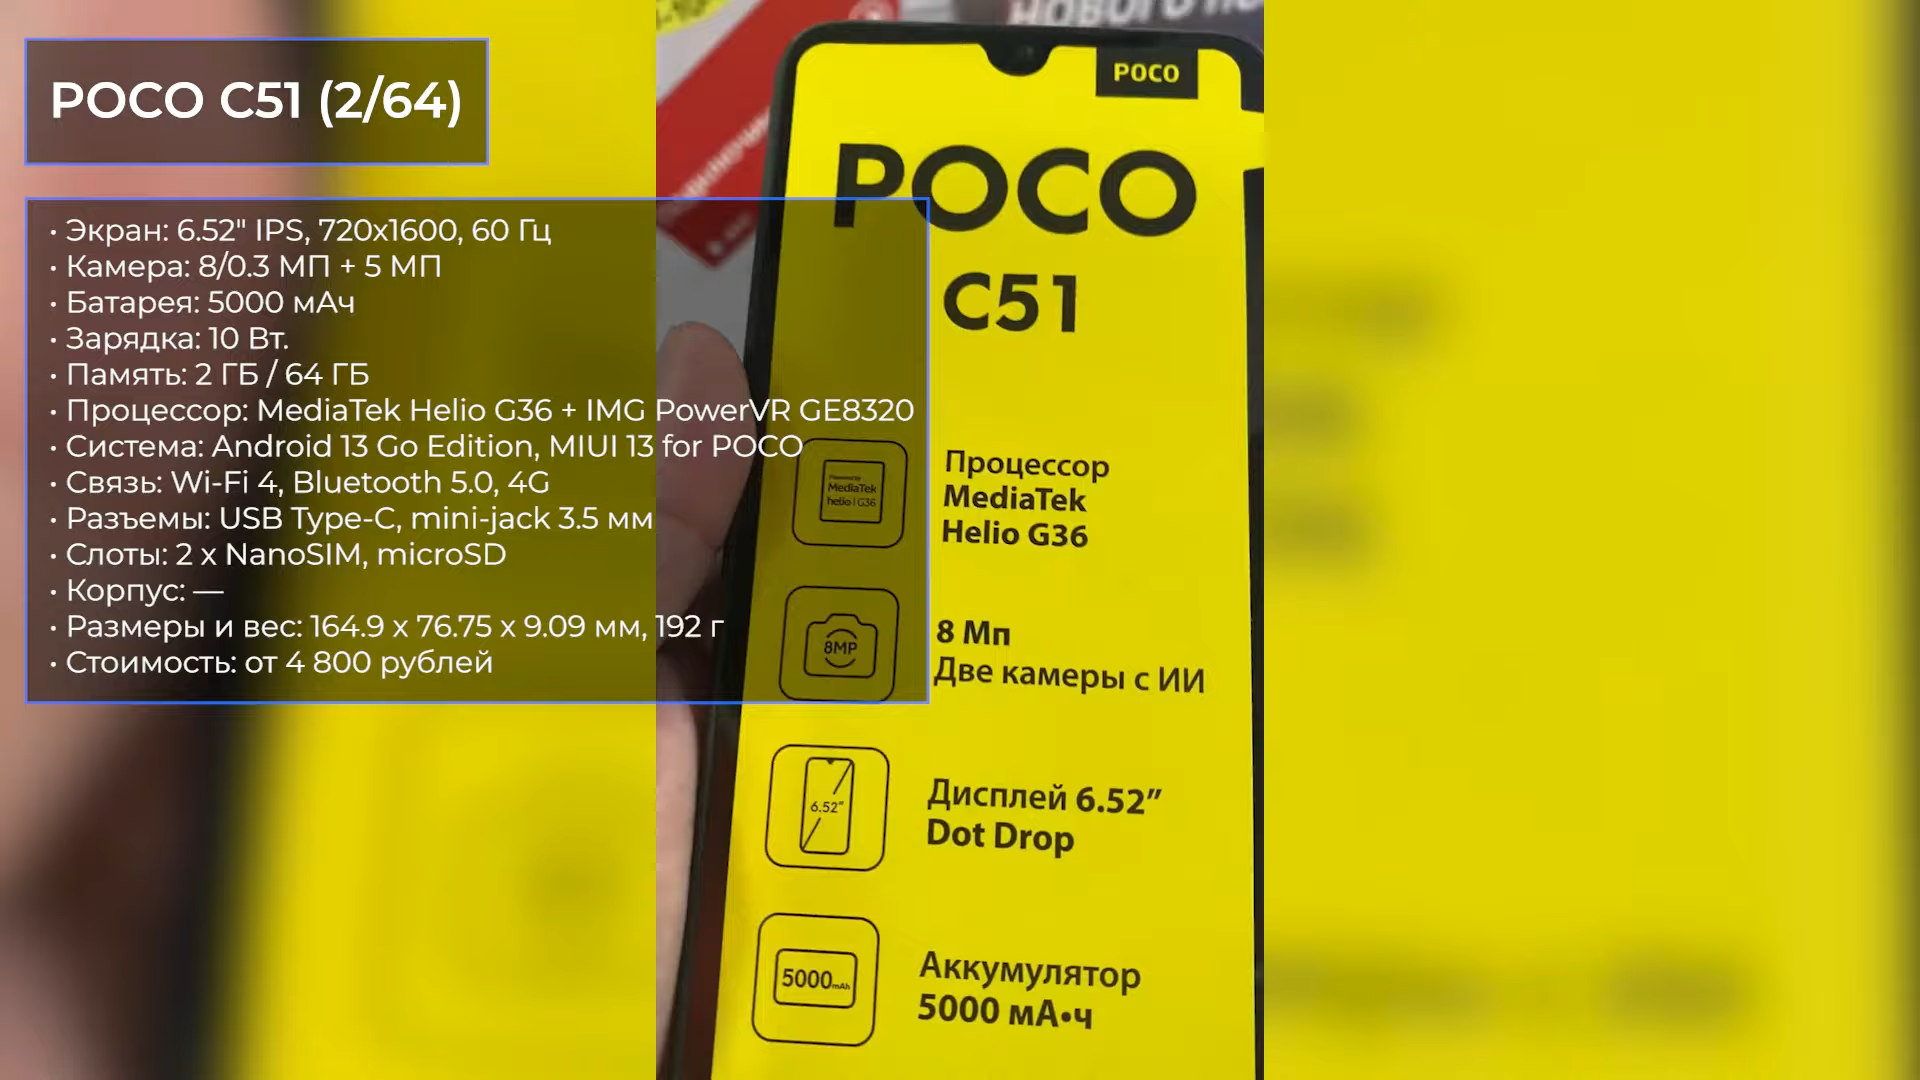 POCO C51 (2/64)
• Экран: 6.52" IPS, 720x1600, 60 Гц
• Камера: 8/0.3 МП + 5 МП
• Батарея: 5000 мАч
• Зарядка: 10 Вт.
• Память: 2 ГБ / 64 ГБ
• Процессор: MediaTek Helio G36 + IMG PowerVR GE8320
• Система: Android 13 Go Edition, MIUI 13 for POCO
• Связь: Wi-Fi 4, Bluetooth 5.0, 4G
• Разъемы: USB Type-C, mini-jack 3.5 мм
• Слоты: 2 x NanoSIM, microSD
• Корпус: —
• Размеры и вес: 164.9 x 76.75 x 9.09 мм, 192 г
• Стоимость: от 4 800 рублей
НОВОГО
POCO
POCO
C51
MediaTek
helio | G36
Процессор
MediaTek
Helio G36
8MP
8 Мп
Две камеры с ИИ
6.52”
Дисплей 6.52”
Dot Drop
5000mAh
Аккумулятор
5000 мА•ч